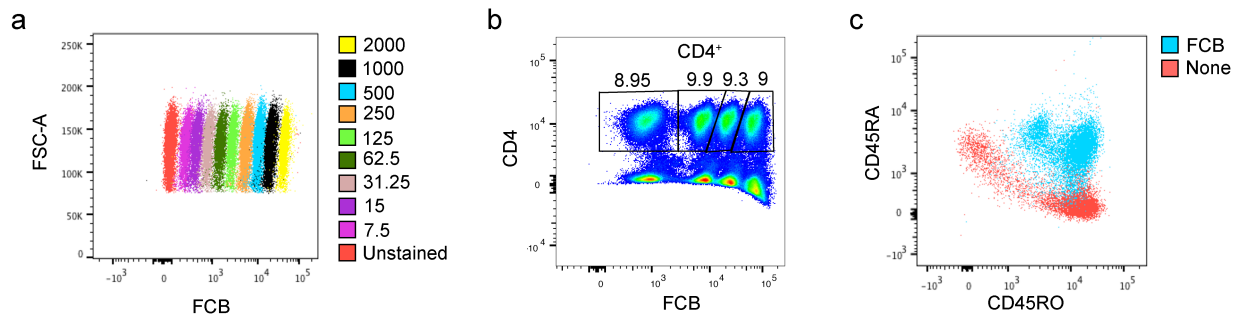 a
250K
200K
150K
100K
50K
0
FSC-A
-10³ 0 10³ 10⁴ 10⁵
FCB
2000
1000
500
250
125
62.5
31.25
15
7.5
Unstained
b
CD4⁺
8.95 9.9 9.3 9
10⁵
10⁴
0
-10⁴
CD4
0 10³ 10⁴ 10⁵
FCB
c
10⁵
10⁴
10³
0
-10³
CD45RA
-10³ 0 10³ 10⁴ 10⁵
CD45RO
FCB
None